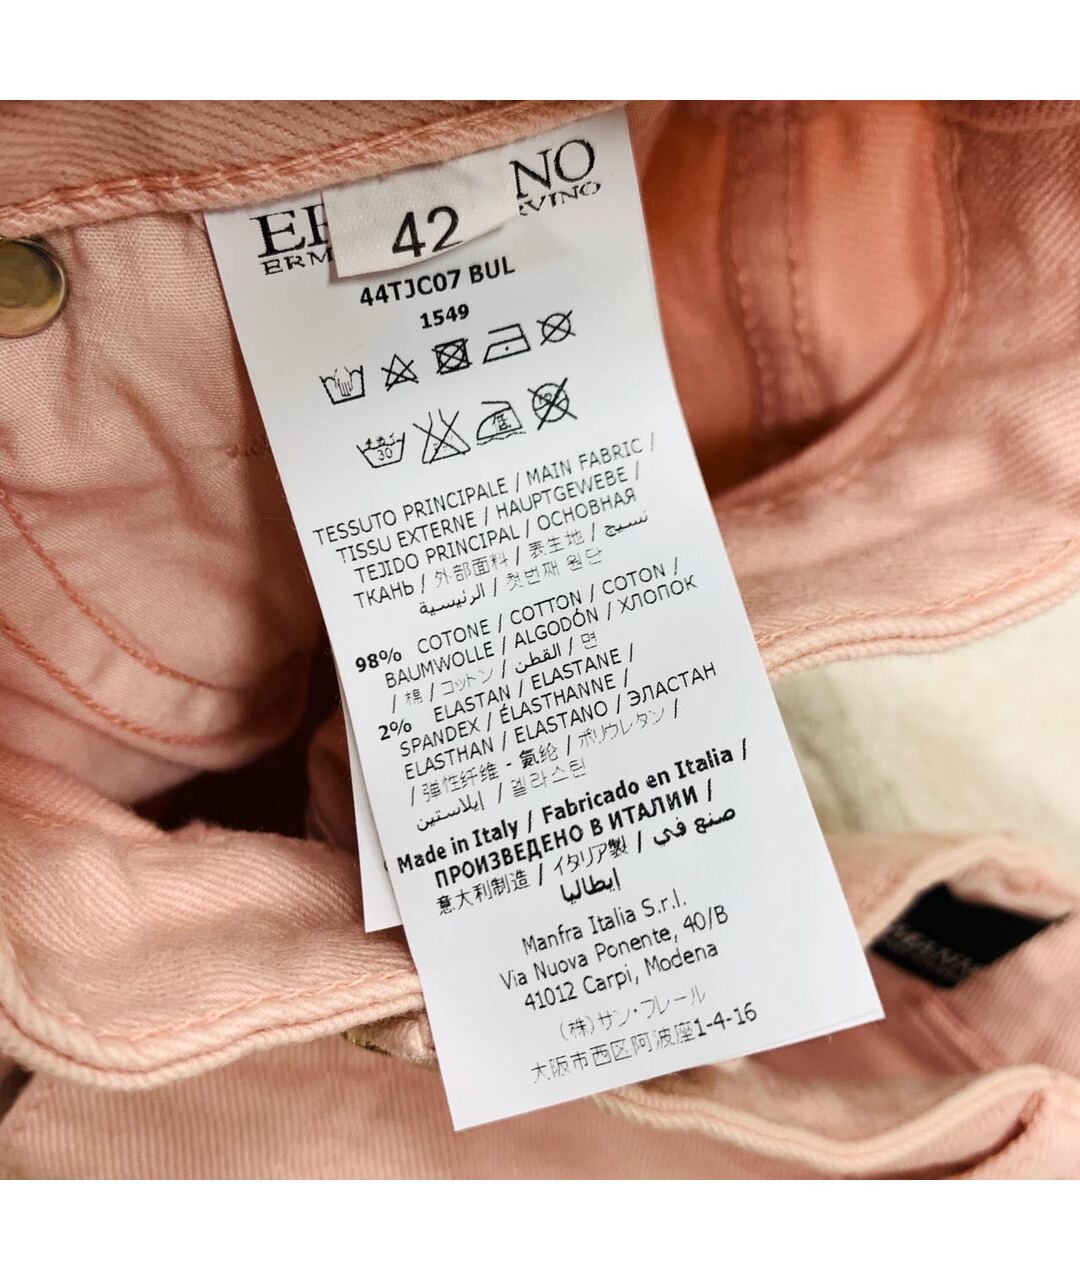 NO
42
ERM
RVINO
44TJC07 BUL
1549
30
TESSUTO PRINCIPALE / MAIN FABRIC /
TISSU EXTERNE / HAUPTGEWEBE /
TEJIDO PRINCIPAL / ОСНОВНАЯ
ТКАНЬ / 外部面料 / 表生地 / نسيج
الرئيسية / 첫번째 원단
98% COTONE / COTTON / COTON /
BAUMWOLLE / ALGODÓN / ХЛОПОК
/ 棉 / コットン / القطن / 면
2% ELASTAN / ELASTANE /
SPANDEX / ÉLASTHANNE /
ELASTHAN / ELASTANO / ЭЛАСТАН
/ 弹性纤维 - 氨纶 / ポリウレタン /
إيلاستين / 엘라스틴
Made in Italy / Fabricado en Italia /
ПРОИЗВЕДЕНО В ИТАЛИИ /
意大利制造 / イタリア製 / صنع في
إيطاليا
Manfra Italia S.r.l.
Via Nuova Ponente, 40/B
41012 Carpi, Modena
(株)サン・フレール
大阪市西区阿波座1-4-16